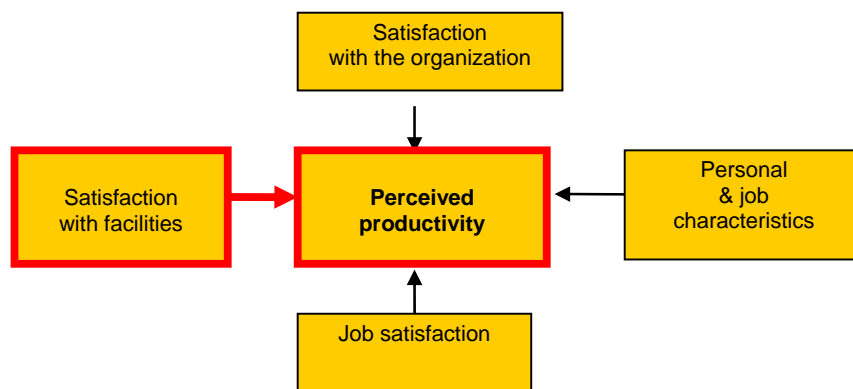 Satisfaction
with the organization
Satisfaction
with facilities
Perceived
productivity
Personal
& job
characteristics
Job satisfaction